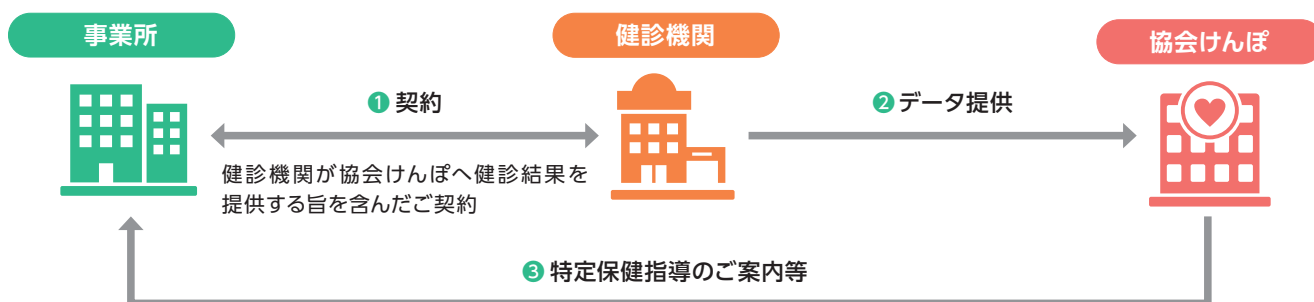 事業所
健診機関
協会けんぽ
❶ 契約
❷ データ提供
健診機関が協会けんぽへ健診結果を
提供する旨を含んだご契約
❸ 特定保健指導のご案内等